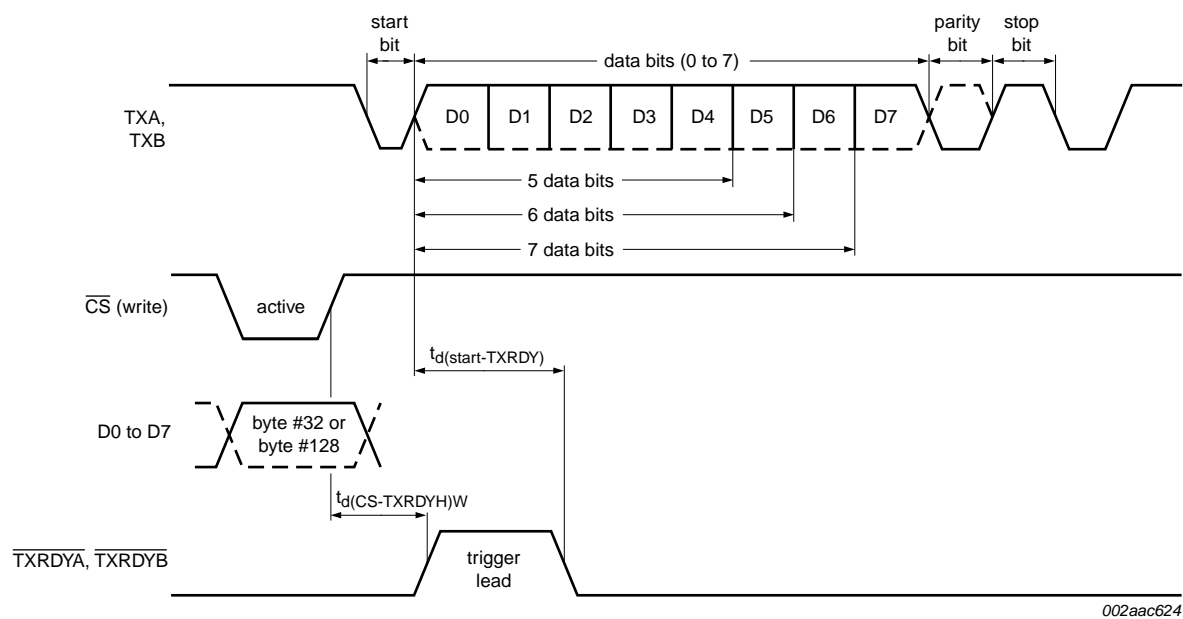 start
bit
data bits (0 to 7)
parity
bit
stop
bit
TXA,
TXB
D0
D1
D2
D3
D4
D5
D6
D7
5 data bits
6 data bits
7 data bits
CS (write)
active
td(start-TXRDY)
D0 to D7
byte #32 or
byte #128
td(CS-TXRDYH)W
TXRDYA, TXRDYB
trigger
lead
002aac624